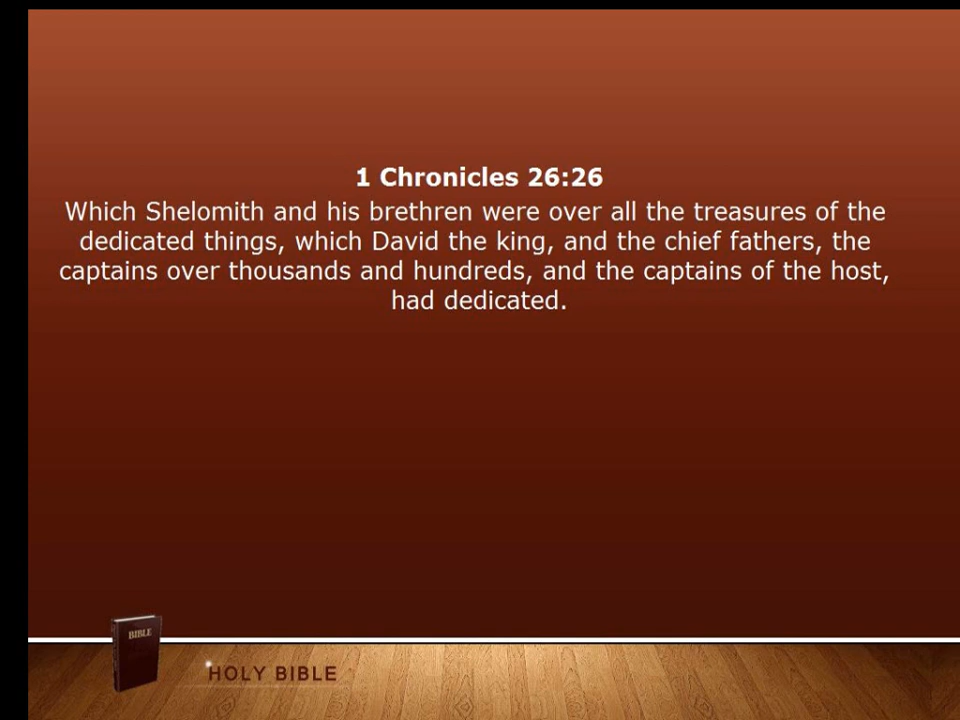 1 Chronicles 26:26
Which Shelomith and his brethren were over all the treasures of the
dedicated things, which David the king, and the chief fathers, the
captains over thousands and hundreds, and the captains of the host,
had dedicated.
BIBLE
HOLY BIBLE